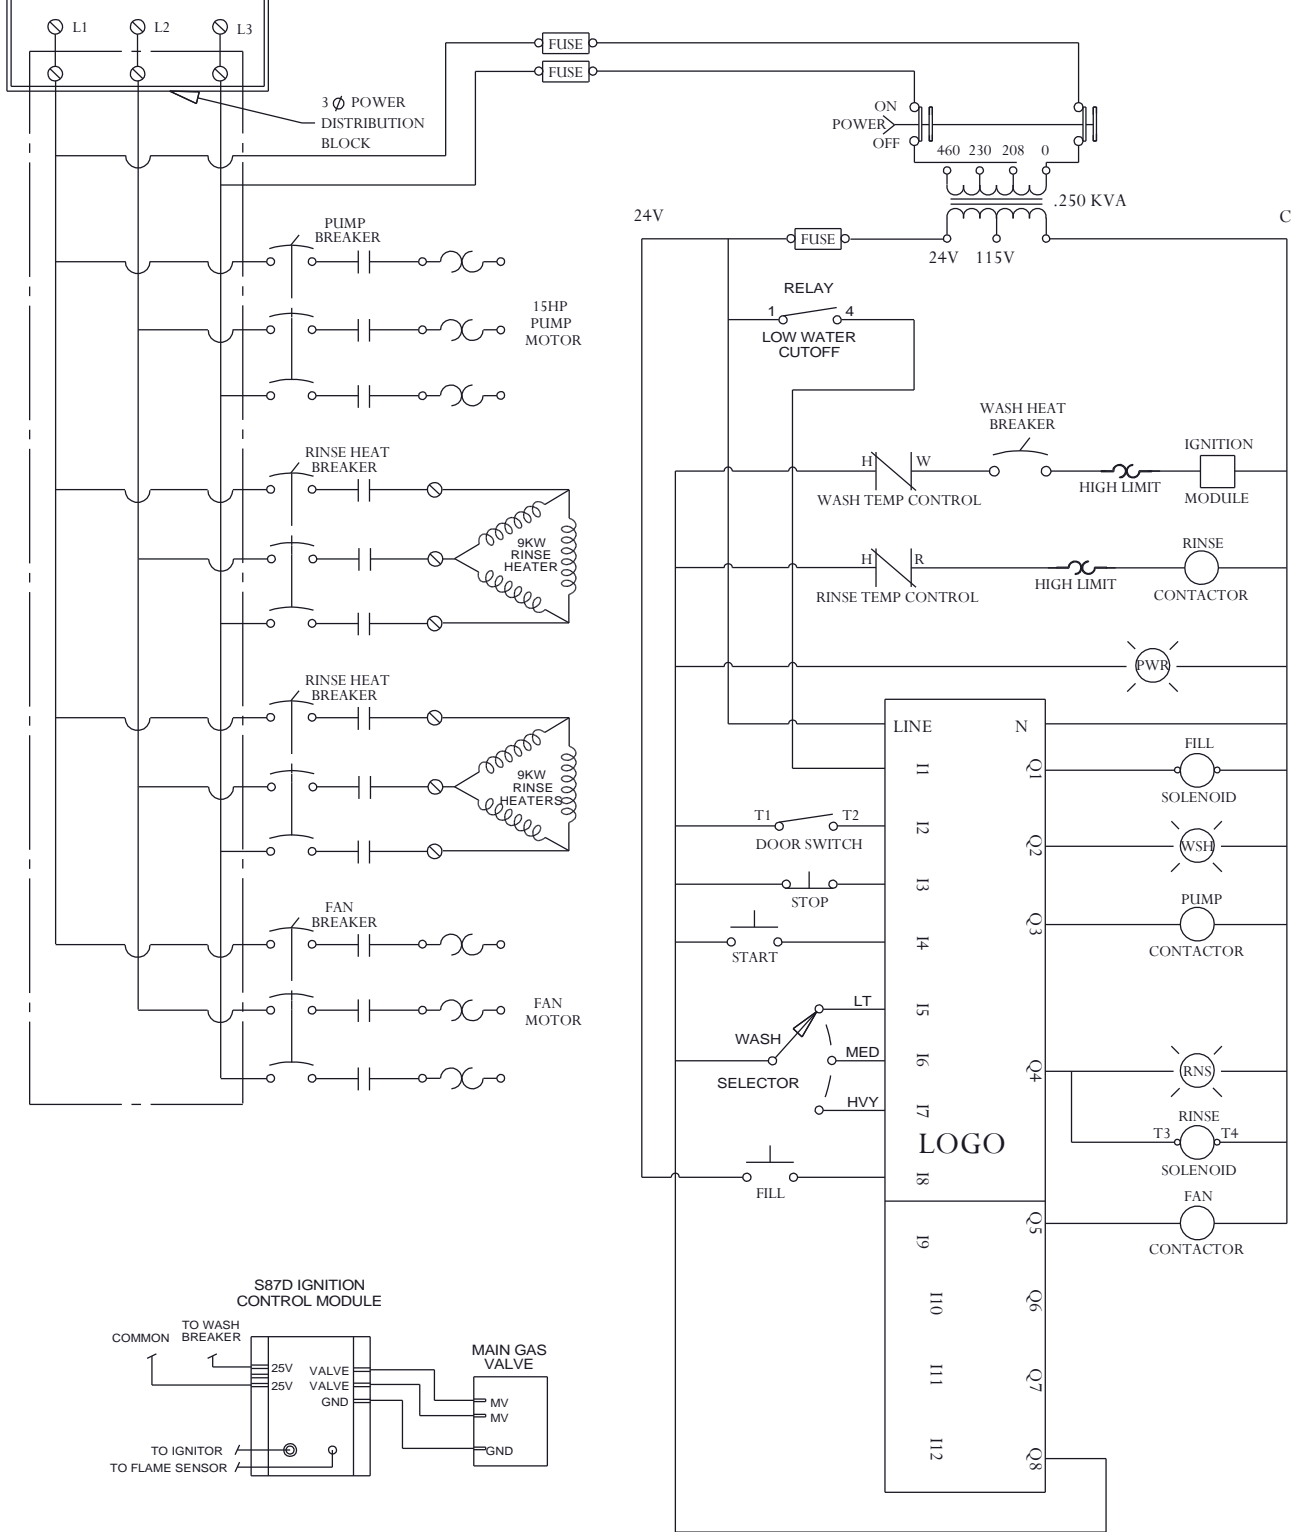 L1
L2
L3
FUSE
FUSE
3 Ø POWER
DISTRIBUTION
BLOCK
ON
POWER
OFF
460 230 208 0
.250 KVA
24V
C
FUSE
24V 115V
PUMP
BREAKER
15HP
PUMP
MOTOR
RELAY
1
4
LOW WATER
CUTOFF
WASH HEAT
BREAKER
H
W
WASH TEMP CONTROL
HIGH LIMIT
IGNITION
MODULE
RINSE HEAT
BREAKER
9KW
RINSE
HEATER
H
R
RINSE TEMP CONTROL
HIGH LIMIT
RINSE
CONTACTOR
PWR
RINSE HEAT
BREAKER
9KW
RINSE
HEATERS
LINE
N
I1
Q1
FILL
SOLENOID
T1
T2
DOOR SWITCH
I2
Q2
WSH
STOP
I3
Q3
PUMP
CONTACTOR
START
I4
FAN
BREAKER
FAN
MOTOR
WASH
SELECTOR
LT
MED
HVY
I5
I6
I7
Q4
RNS
RINSE
T3
T4
SOLENOID
LOGO
FILL
I8
Q5
FAN
CONTACTOR
I9
I10
Q6
I11
Q7
I12
Q8
S87D IGNITION
CONTROL MODULE
COMMON
TO WASH
BREAKER
25V
25V
VALVE
VALVE
GND
MAIN GAS
VALVE
MV
MV
GND
TO IGNITOR
TO FLAME SENSOR